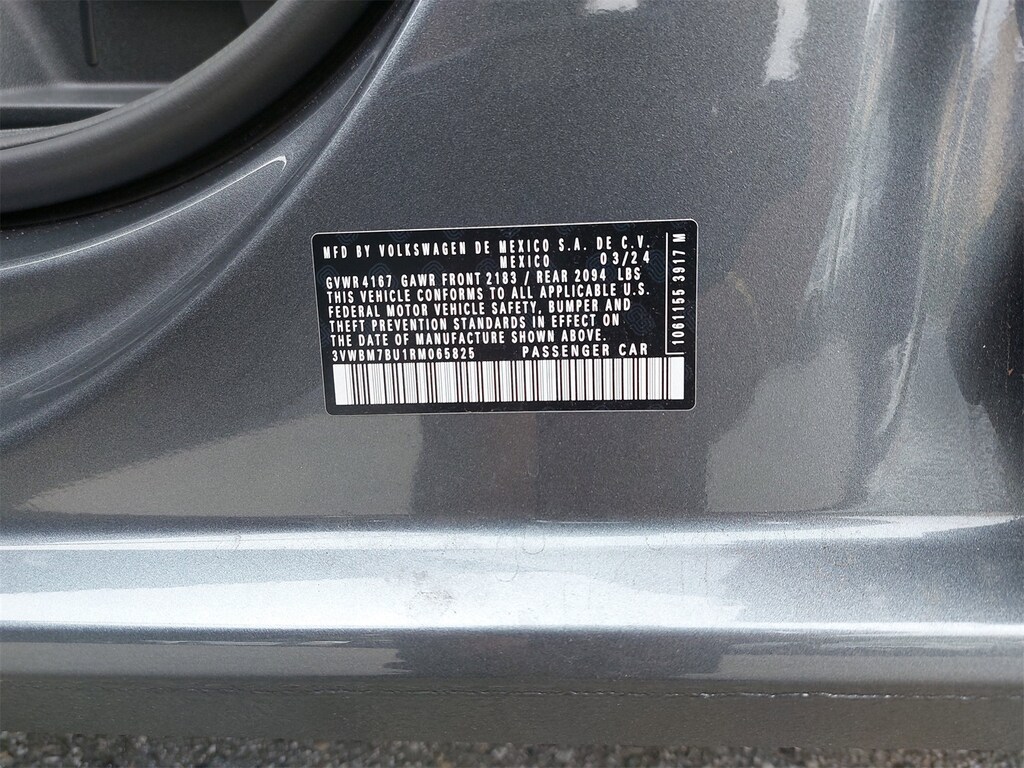 MFD BY VOLKSWAGEN DE MEXICO S.A. DE C.V.
MEXICO 03/24
GVWR 4167 GAWR FRONT 2183 / REAR 2094 LBS
THIS VEHICLE CONFORMS TO ALL APPLICABLE U.S.
FEDERAL MOTOR VEHICLE SAFETY, BUMPER AND
THEFT PREVENTION STANDARDS IN EFFECT ON
THE DATE OF MANUFACTURE SHOWN ABOVE.
3VWBM7BU1RM065825 PASSENGER CAR
1061155 3917 M